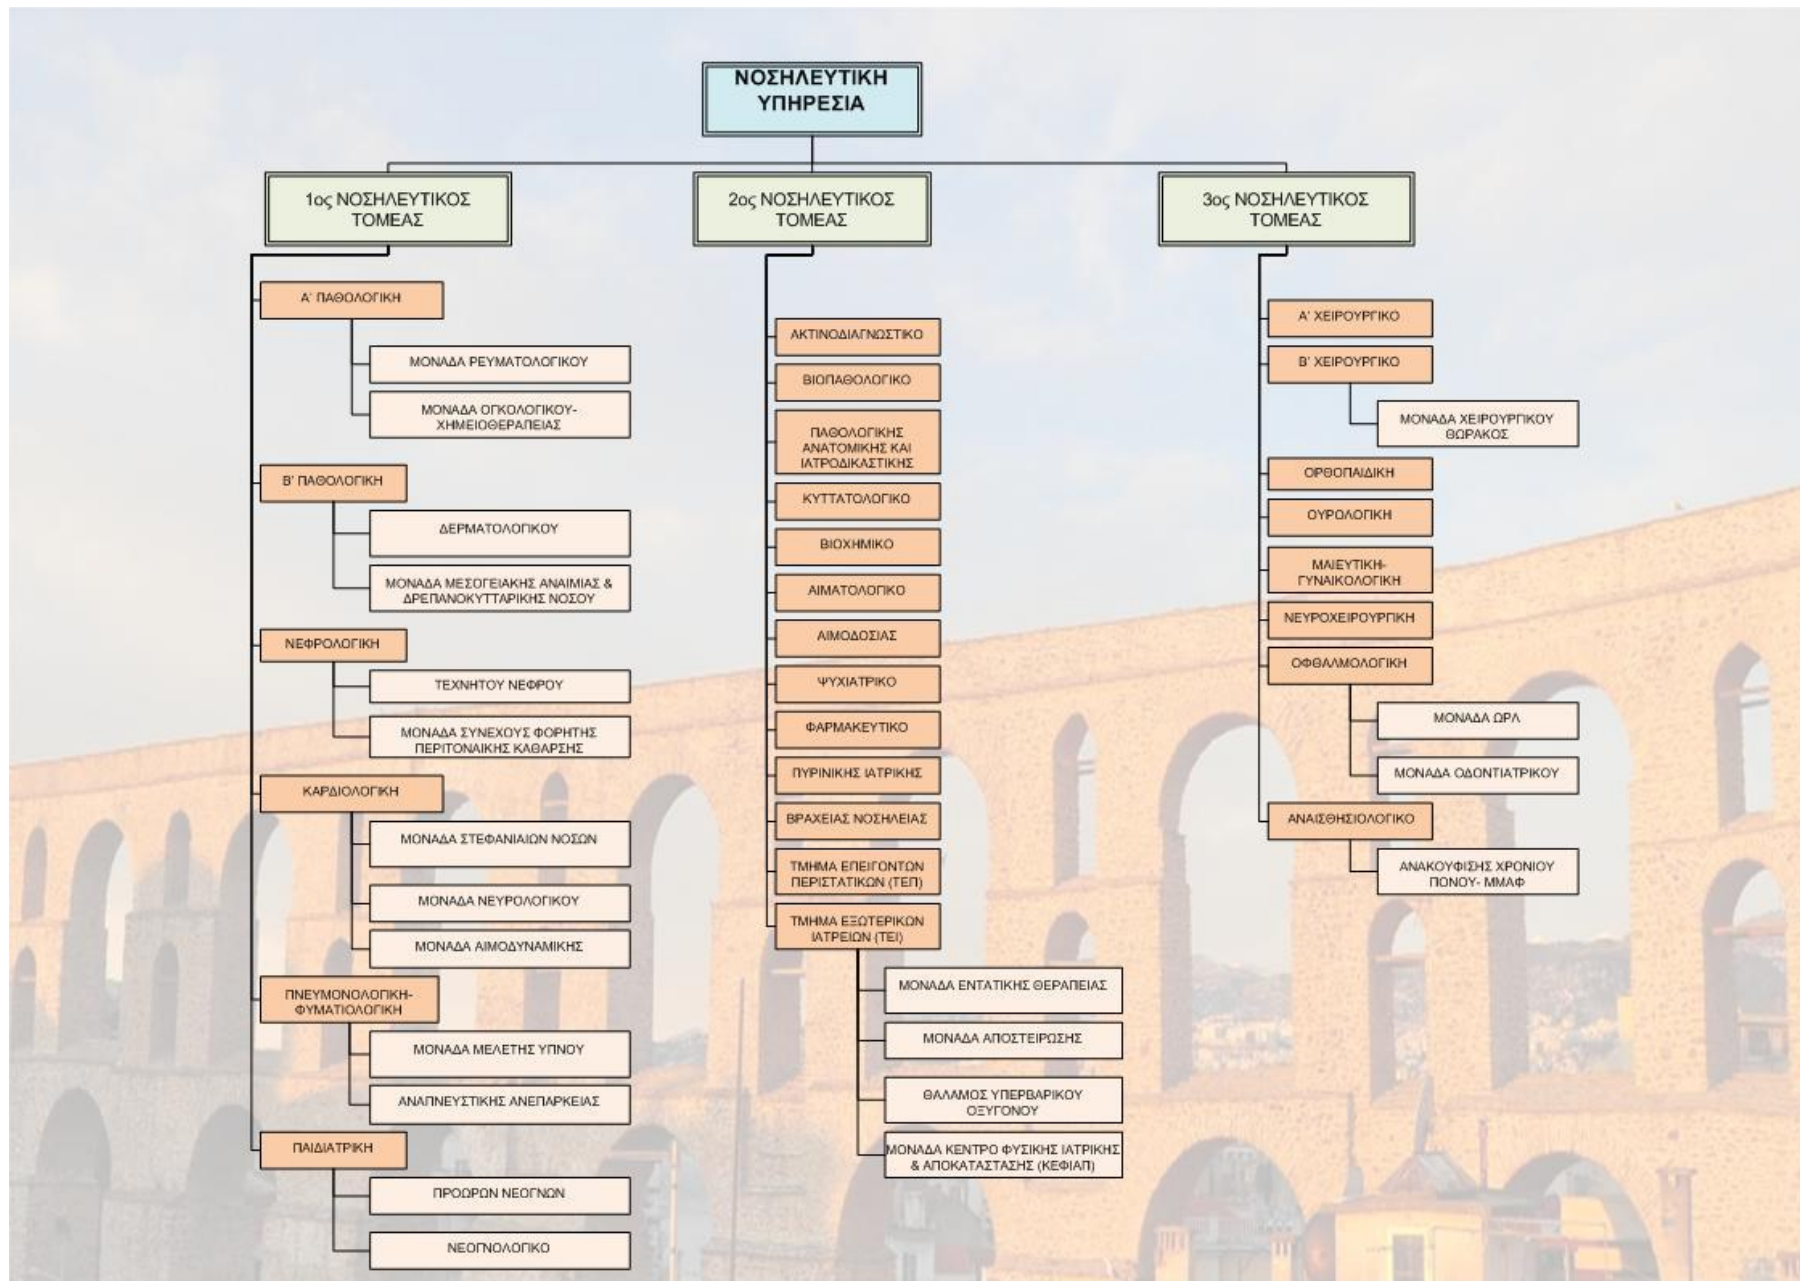 ΝΟΣΗΛΕΥΤΙΚΗ
ΥΠΗΡΕΣΙΑ
1ος ΝΟΣΗΛΕΥΤΙΚΟΣ
ΤΟΜΕΑΣ
Α' ΠΑΘΟΛΟΓΙΚΗ
ΜΟΝΑΔΑ ΡΕΥΜΑΤΟΛΟΓΙΚΟΥ
ΜΟΝΑΔΑ ΟΓΚΟΛΟΓΙΚΟΥ-
ΧΗΜΕΙΟΘΕΡΑΠΕΙΑΣ
Β' ΠΑΘΟΛΟΓΙΚΗ
ΔΕΡΜΑΤΟΛΟΓΙΚΟΥ
ΜΟΝΑΔΑ ΜΕΣΟΓΕΙΑΚΗΣ ΑΝΑΙΜΙΑΣ &
ΔΡΕΠΑΝΟΚΥΤΤΑΡΙΚΗΣ ΝΟΣΟΥ
ΝΕΦΡΟΛΟΓΙΚΗ
ΤΕΧΝΗΤΟΥ ΝΕΦΡΟΥ
ΜΟΝΑΔΑ ΣΥΝΕΧΟΥΣ ΦΟΡΗΤΗΣ
ΠΕΡΙΤΟΝΑΙΚΗΣ ΚΑΘΑΡΣΗΣ
ΚΑΡΔΙΟΛΟΓΙΚΗ
ΜΟΝΑΔΑ ΣΤΕΦΑΝΙΑΙΩΝ ΝΟΣΩΝ
ΜΟΝΑΔΑ ΝΕΥΡΟΛΟΓΙΚΟΥ
ΜΟΝΑΔΑ ΑΙΜΟΔΥΝΑΜΙΚΗΣ
ΠΝΕΥΜΟΝΟΛΟΓΙΚΗ-
ΦΥΜΑΤΙΟΛΟΓΙΚΗ
ΜΟΝΑΔΑ ΜΕΛΕΤΗΣ ΥΠΝΟΥ
ΑΝΑΠΝΕΥΣΤΙΚΗΣ ΑΝΕΠΑΡΚΕΙΑΣ
ΠΑΙΔΙΑΤΡΙΚΗ
ΠΡΟΩΡΩΝ ΝΕΟΓΝΩΝ
ΝΕΟΓΝΟΛΟΓΙΚΟ
2ος ΝΟΣΗΛΕΥΤΙΚΟΣ
ΤΟΜΕΑΣ
ΑΚΤΙΝΟΔΙΑΓΝΩΣΤΙΚΟ
ΒΙΟΠΑΘΟΛΟΓΙΚΟ
ΠΑΘΟΛΟΓΙΚΗΣ
ΑΝΑΤΟΜΙΚΗΣ ΚΑΙ
ΙΑΤΡΟΔΙΚΑΣΤΙΚΗΣ
ΚΥΤΤΑΤΟΛΟΓΙΚΟ
ΒΙΟΧΗΜΙΚΟ
ΑΙΜΑΤΟΛΟΓΙΚΟ
ΑΙΜΟΔΟΣΙΑΣ
ΨΥΧΙΑΤΡΙΚΟ
ΦΑΡΜΑΚΕΥΤΙΚΟ
ΠΥΡΙΝΙΚΗΣ ΙΑΤΡΙΚΗΣ
ΒΡΑΧΕΙΑΣ ΝΟΣΗΛΕΙΑΣ
ΤΜΗΜΑ ΕΠΕΙΓΟΝΤΩΝ
ΠΕΡΙΣΤΑΤΙΚΩΝ (ΤΕΠ)
ΤΜΗΜΑ ΕΞΩΤΕΡΙΚΩΝ
ΙΑΤΡΕΙΩΝ (ΤΕΙ)
ΜΟΝΑΔΑ ΕΝΤΑΤΙΚΗΣ ΘΕΡΑΠΕΙΑΣ
ΜΟΝΑΔΑ ΑΠΟΣΤΕΙΡΩΣΗΣ
ΘΑΛΑΜΟΣ ΥΠΕΡΒΑΡΙΚΟΥ
ΟΞΥΓΟΝΟΥ
ΜΟΝΑΔΑ ΚΕΝΤΡΟ ΦΥΣΙΚΗΣ ΙΑΤΡΙΚΗΣ
& ΑΠΟΚΑΤΑΣΤΑΣΗΣ (ΚΕΦΙΑΠ)
3ος ΝΟΣΗΛΕΥΤΙΚΟΣ
ΤΟΜΕΑΣ
Α' ΧΕΙΡΟΥΡΓΙΚΟ
Β' ΧΕΙΡΟΥΡΓΙΚΟ
ΜΟΝΑΔΑ ΧΕΙΡΟΥΡΓΙΚΟΥ
ΘΩΡΑΚΟΣ
ΟΡΘΟΠΑΙΔΙΚΗ
ΟΥΡΟΛΟΓΙΚΗ
ΜΑΙΕΥΤΙΚΗ-
ΓΥΝΑΙΚΟΛΟΓΙΚΗ
ΝΕΥΡΟΧΕΙΡΟΥΡΓΙΚΗ
ΟΦΘΑΛΜΟΛΟΓΙΚΗ
ΜΟΝΑΔΑ ΩΡΛ
ΜΟΝΑΔΑ ΟΔΟΝΤΙΑΤΡΙΚΟΥ
ΑΝΑΙΣΘΗΣΙΟΛΟΓΙΚΟ
ΑΝΑΚΟΥΦΙΣΗΣ ΧΡΟΝΙΟΥ
ΠΟΝΟΥ- ΜΜΑΦ